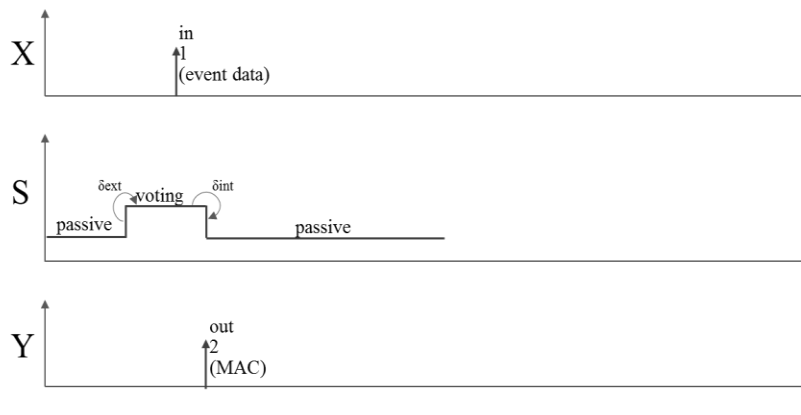 X
in
1
(event data)
S
δext
voting
δint
passive
passive
Y
out
2
(MAC)